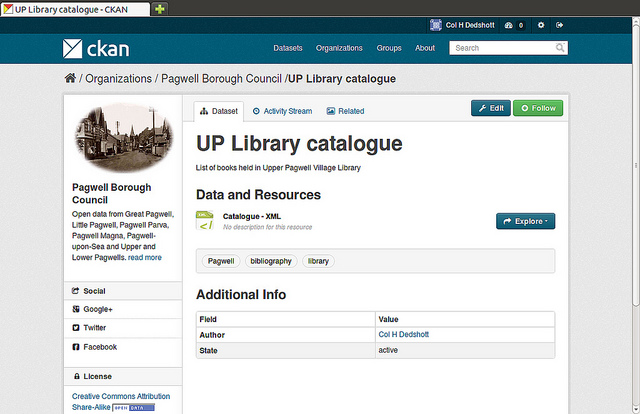 UP Library catalogue - CKAN
Col H Dedshott 0
ckan
Datasets Organizations Groups About Search
/ Organizations / Pagwell Borough Council /UP Library catalogue
Dataset Activity Stream Related Edit Follow
UP Library catalogue
List of books held in Upper Pagwell Village Library
Pagwell Borough
Council
Open data from Great Pagwell,
Little Pagwell, Pagwell Parva,
Pagwell Magna, Pagwell-
upon-Sea and Upper and
Lower Pagwells. read more
Social
Google+
Twitter
Facebook
License
Creative Commons Attribution
Share-Alike OPEN DATA
Data and Resources
XML
Catalogue - XML
No description for this resource
Explore
Pagwell bibliography library
Additional Info
Field Value
Author Col H Dedshott
State active